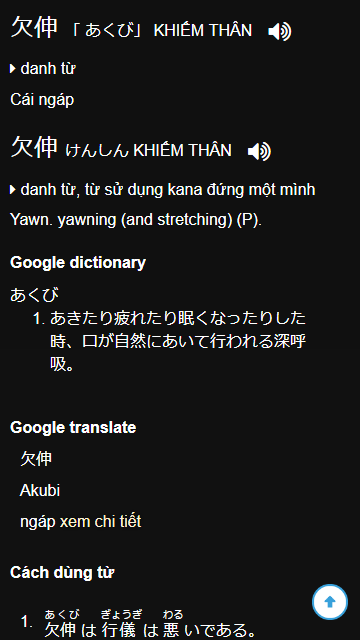 欠伸 「 あくび」 KHIẾM THÂN
danh từ
Cái ngáp
欠伸 けんしん KHIẾM THÂN
danh từ, từ sử dụng kana đứng một mình
Yawn. yawning (and stretching) (P).
Google dictionary
あくび
1. あきたり疲れたり眠くなったりした
時、口が自然にあいて行われる深呼
吸。
Google translate
欠伸
Akubi
ngáp xem chi tiết
Cách dùng từ
あくび ぎょうぎ わる
1. 欠伸 は 行儀 は 悪 いである。